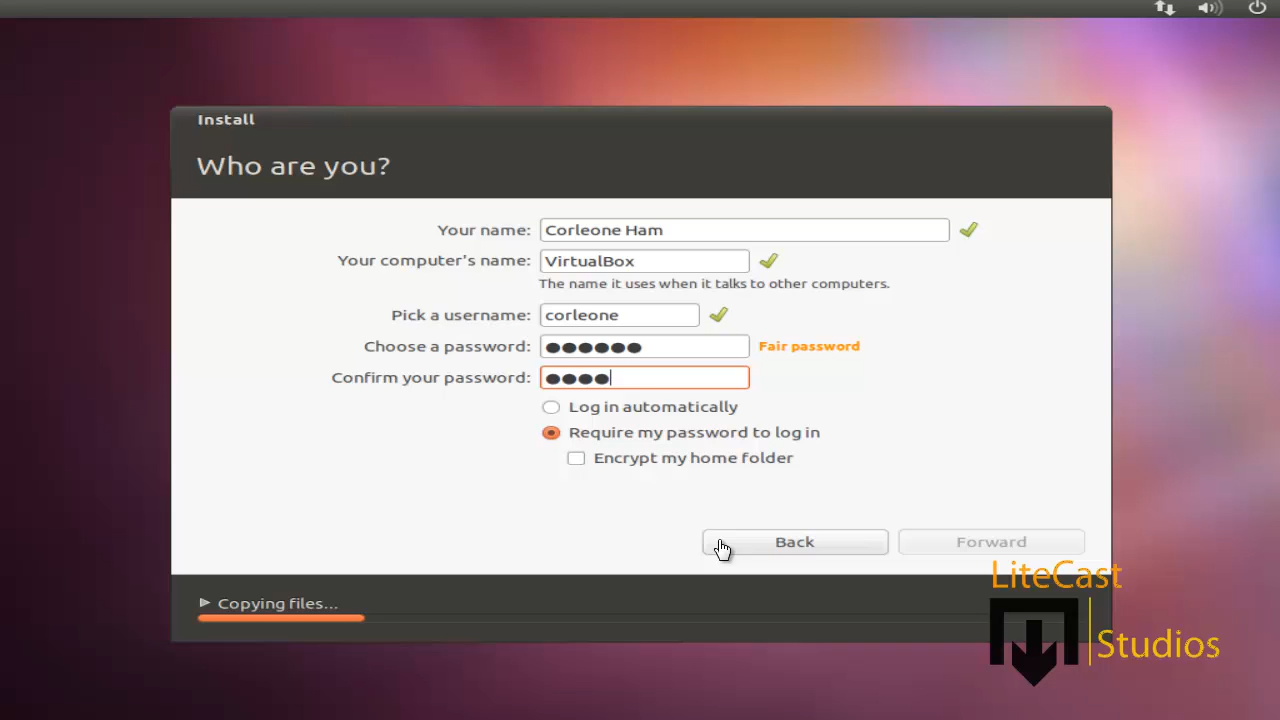 Install
Who are you?
Your name: Corleone Ham
Your computer's name: VirtualBox
The name it uses when it talks to other computers.
Pick a username: corleone
Choose a password: ●●●●●● Fair password
Confirm your password: ●●●●
Log in automatically
Require my password to log in
Encrypt my home folder
Back Forward
Copying files...
LiteCast
Studios